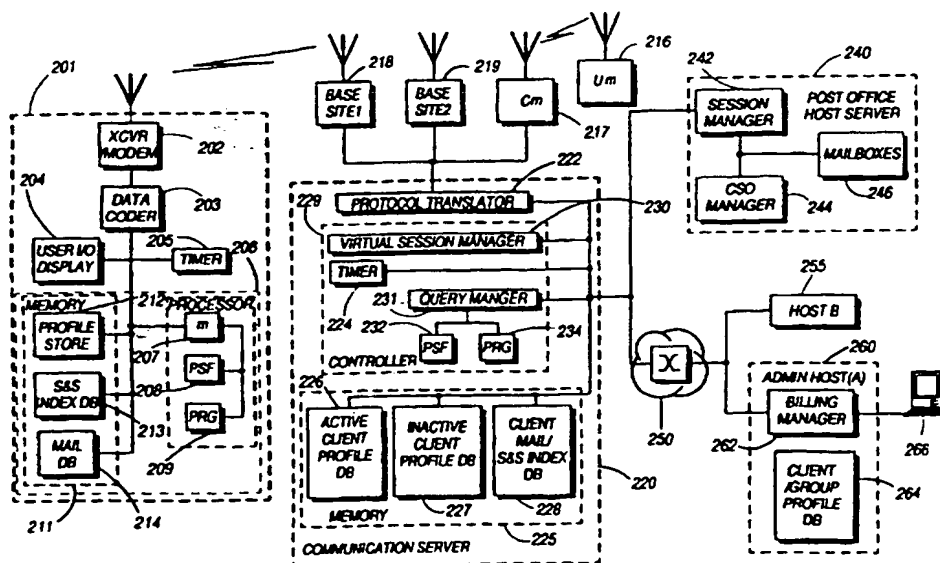 201
XCVR
/MODEM
202
204
DATA
CODER
203
205
206
USER I/O
DISPLAY
TIMER
MEMORY
212
PROCESSOR
PROFILE
STORE
m
207
S&S
INDEX DB
208
PSF
213
PRG
209
MAIL
DB
211
214
218
BASE
SITE1
219
BASE
SITE2
Cm
217
216
Um
222
PROTOCOL TRANSLATOR
229
230
VIRTUAL SESSION MANAGER
TIMER
224
231
QUERY MANGER
232
PSF
PRG
234
CONTROLLER
226
ACTIVE
CLIENT
PROFILE
DB
INACTIVE
CLIENT
PROFILE DB
CLIENT
MAIL/
S&S INDEX
DB
220
MEMORY
227
228
225
COMMUNICATION SERVER
242
240
SESSION
MANAGER
POST OFFICE
HOST SERVER
MAILBOXES
CSO MANAGER
244
246
255
HOST B
260
ADMIN HOST(A)
BILLING
MANAGER
250
262
266
CLIENT
/GROUP
PROFILE
DB
264